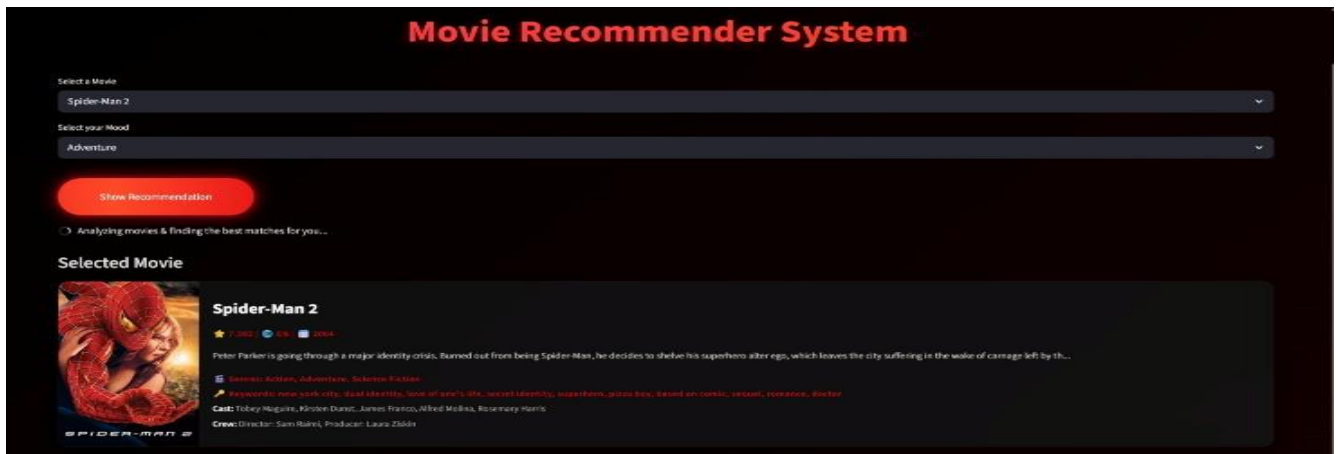 Movie Recommender System
Select a Movie
Spider-Man 2
Select your Mood
Adventure
Show Recommendation
Analyzing movies & finding the best matches for you...
Selected Movie
Spider-Man 2
EN | 2004
Peter Parker is going through a major identity crisis. Burned out from being Spider-Man, he decides to shelve his superhero alter ego, which leaves the city suffering in the wake of carnage left by th...
Genres: Action, Adventure, Science Fiction
Keywords: new york city, dual identity, love of one's life, secret identity, superhero, pizza boy, based on comic, sequel, romance, doctor
Cast: Tobey Maguire, Kirsten Dunst, James Franco, Alfred Molina, Rosemary Harris
Crew: Director: Sam Raimi, Producer: Laura Ziskin
SPIDER-MAN 2